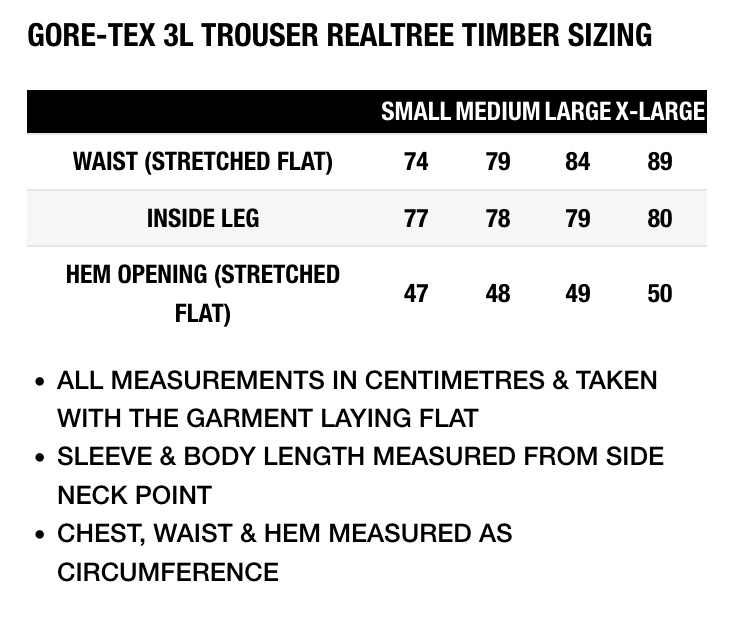 GORE-TEX 3L TROUSER REALTREE TIMBER SIZING
SMALL MEDIUM LARGE X-LARGE
WAIST (STRETCHED FLAT) 74 79 84 89
INSIDE LEG 77 78 79 80
HEM OPENING (STRETCHED
FLAT) 47 48 49 50
• ALL MEASUREMENTS IN CENTIMETRES & TAKEN
WITH THE GARMENT LAYING FLAT
• SLEEVE & BODY LENGTH MEASURED FROM SIDE
NECK POINT
• CHEST, WAIST & HEM MEASURED AS
CIRCUMFERENCE